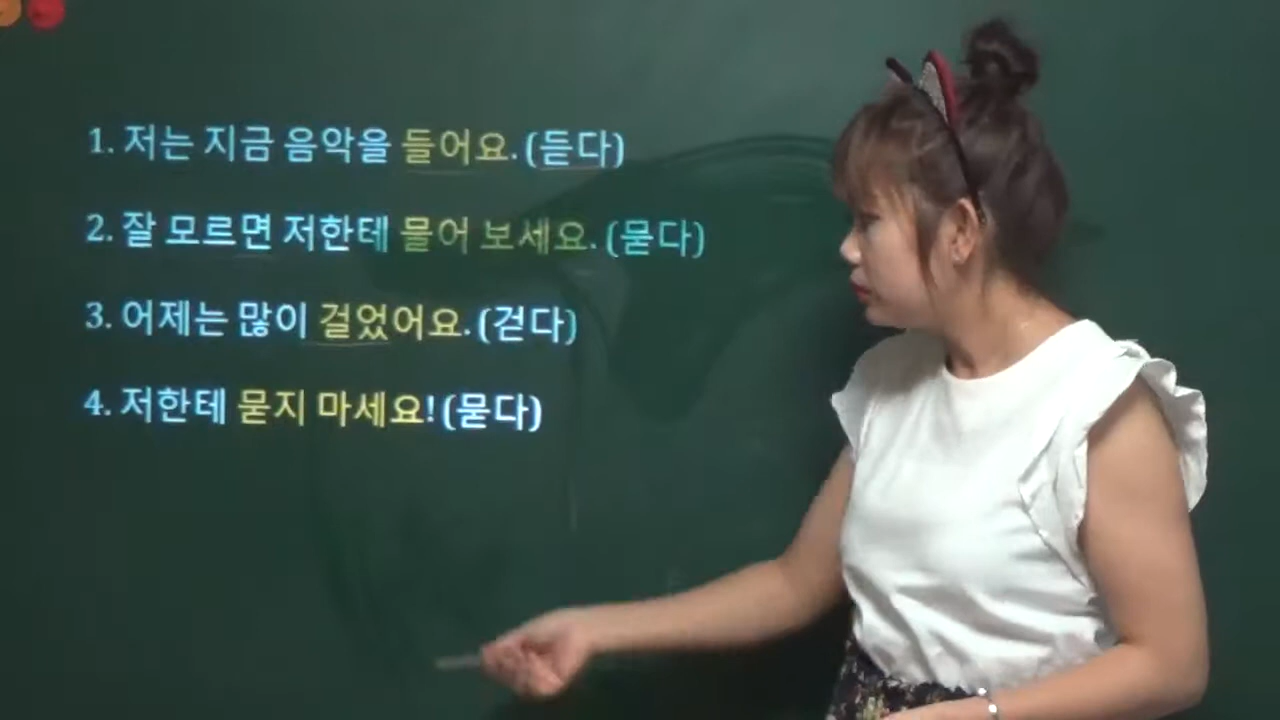 1. 저는 지금 음악을 들어요. (듣다)
2. 잘 모르면 저한테 물어 보세요. (묻다)
3. 어제는 많이 걸었어요. (걷다)
4. 저한테 묻지 마세요! (묻다)